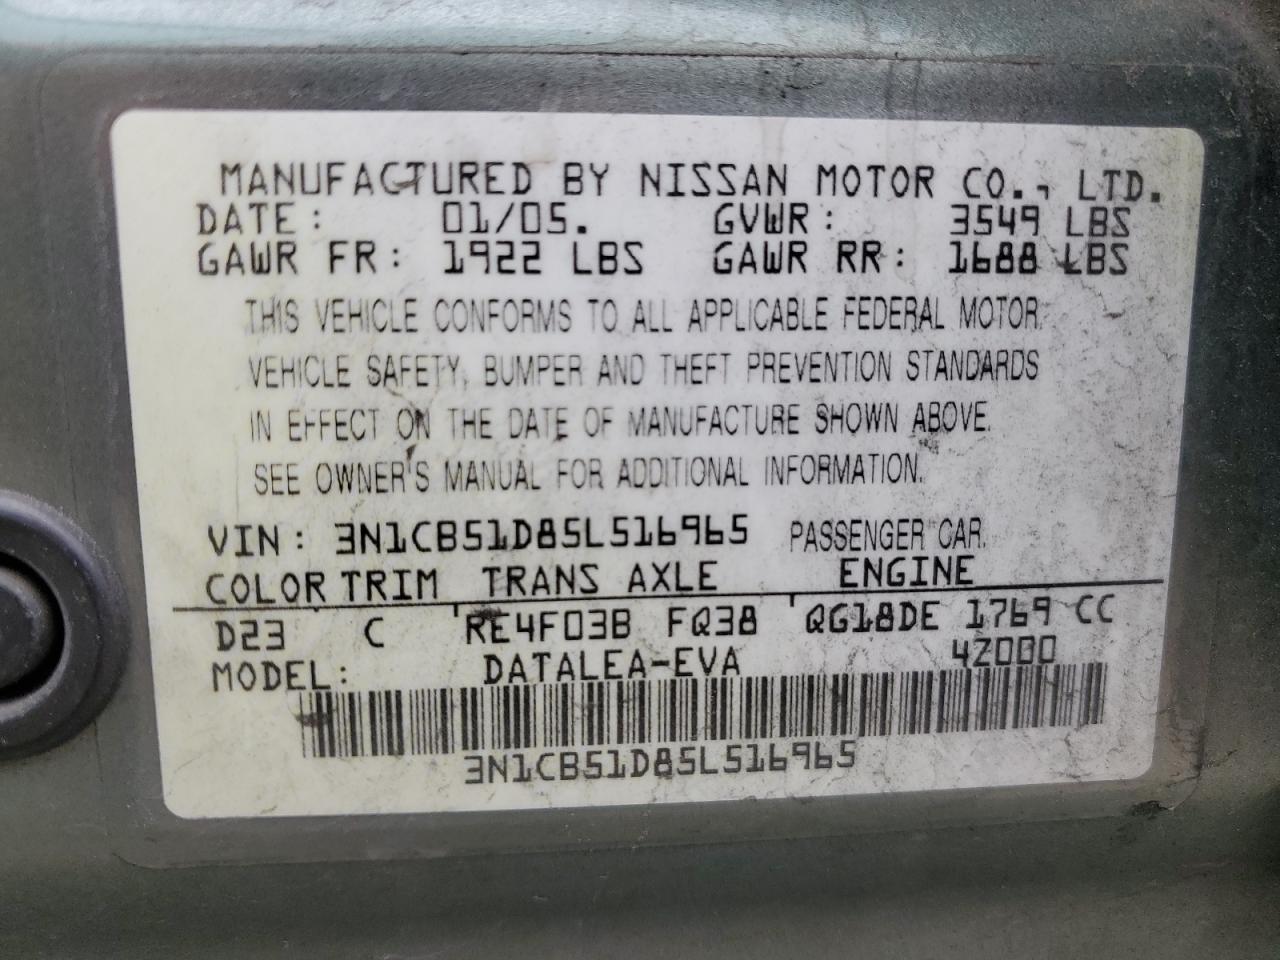 MANUFACTURED BY NISSAN MOTOR CO., LTD.
DATE: 01/05. GVWR: 3549 LBS
GAWR FR: 1922 LBS GAWR RR: 1688 LBS
THIS VEHICLE CONFORMS TO ALL APPLICABLE FEDERAL MOTOR
VEHICLE SAFETY, BUMPER AND THEFT PREVENTION STANDARDS
IN EFFECT ON THE DATE OF MANUFACTURE SHOWN ABOVE.
SEE OWNER'S MANUAL FOR ADDITIONAL INFORMATION.
VIN: 3N1CB51D85L516965 PASSENGER CAR.
COLOR TRIM TRANS AXLE ENGINE
D23 C RE4F03B FQ38 QG18DE 1769 CC
MODEL: DATALEA-EVA 4Z000
3N1CB51D85L516965